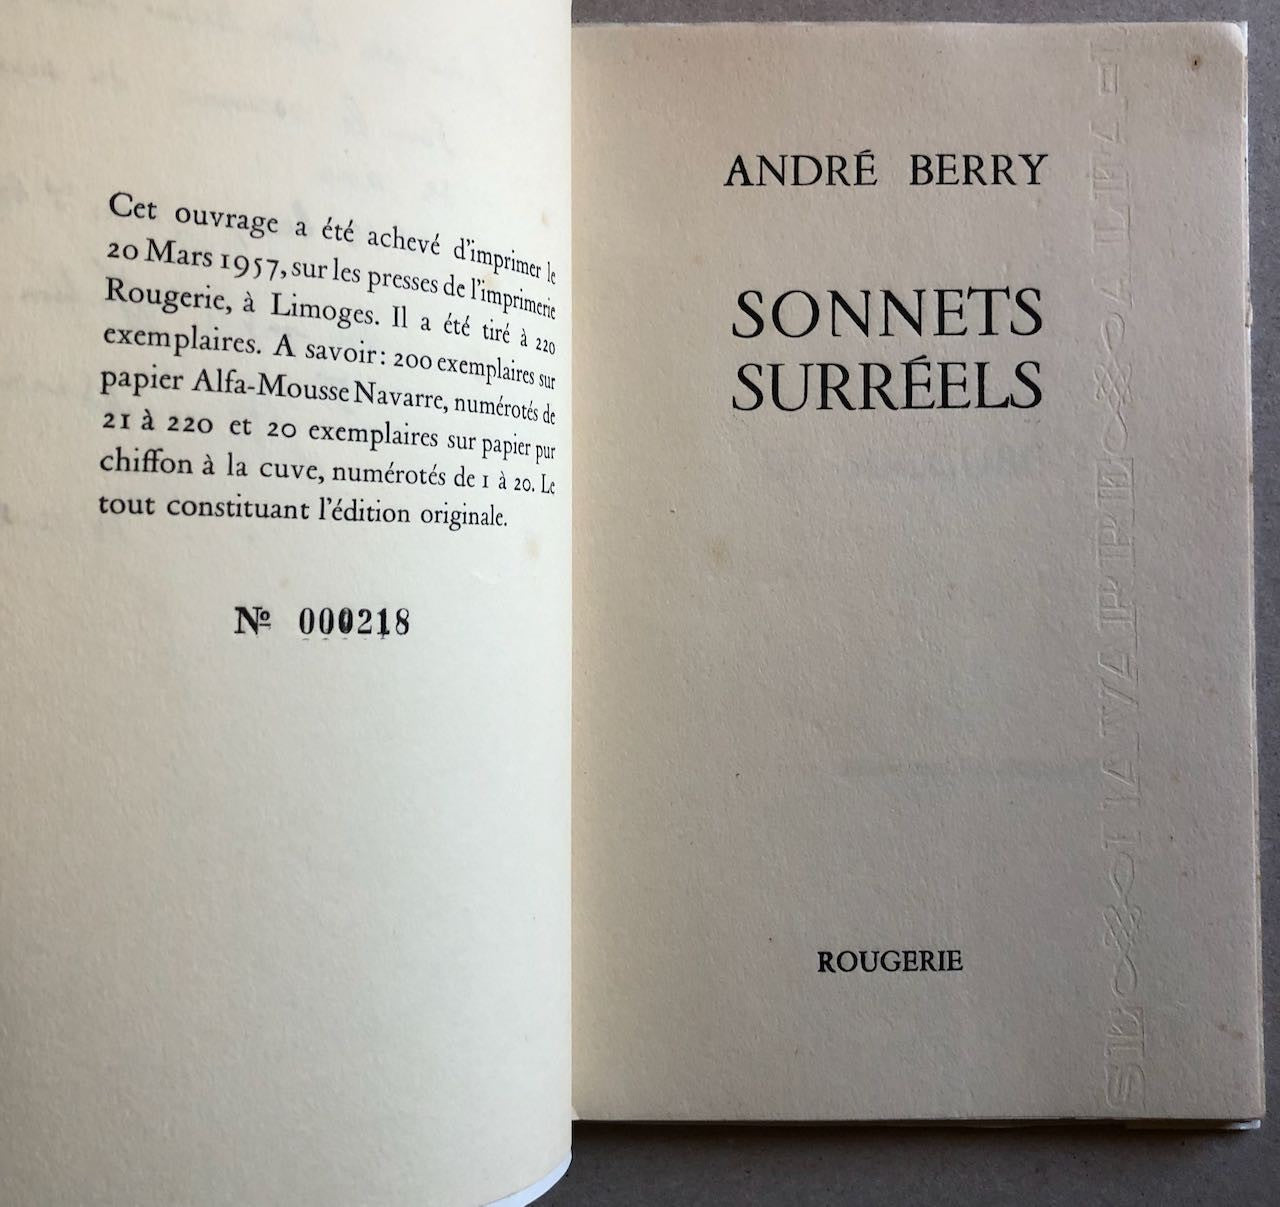 Cet ouvrage a été achevé d'imprimer le
20 Mars 1957, sur les presses de l'imprimerie
Rougerie, à Limoges. Il a été tiré à 220
exemplaires. A savoir : 200 exemplaires sur
papier Alfa-Mousse Navarre, numérotés de
21 à 220 et 20 exemplaires sur papier pur
chiffon à la cuve, numérotés de 1 à 20. Le
tout constituant l'édition originale.
Nº 000218
ANDRÉ BERRY
SONNETS
SURRÉELS
ROUGERIE